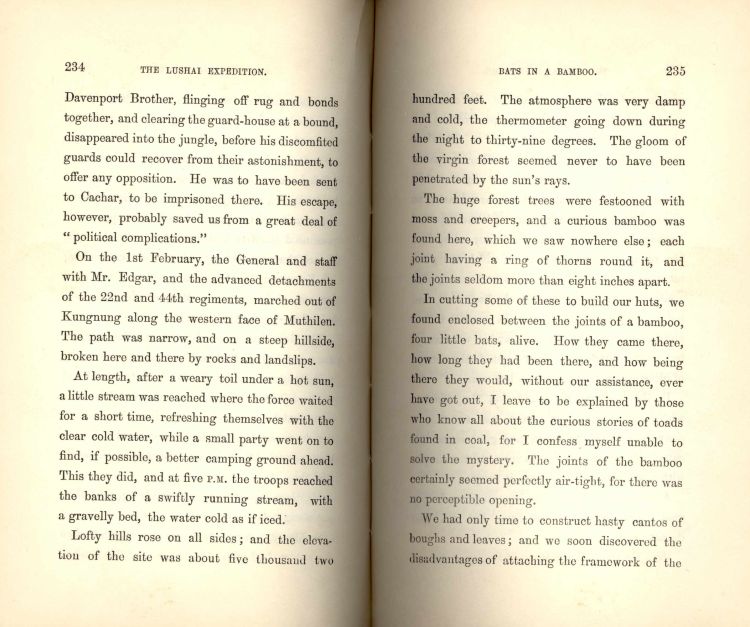 234
THE LUSHAI EXPEDITION.
Davenport Brother, flinging off rug and bonds
together, and clearing the guard-house at a bound,
disappeared into the jungle, before his discomfited
guards could recover from their astonishment, to
offer any opposition. He was to have been sent
to Cachar, to be imprisoned there. His escape,
however, probably saved us from a great deal of
“ political complications.”
On the 1st February, the General and staff
with Mr. Edgar, and the advanced detachments
of the 22nd and 44th regiments, marched out of
Kungnung along the western face of Muthilen.
The path was narrow, and on a steep hillside,
broken here and there by rocks and landslips.
At length, after a weary toil under a hot sun,
a little stream was reached where the force waited
for a short time, refreshing themselves with the
clear cold water, while a small party went on to
find, if possible, a better camping ground ahead.
This they did, and at five P.M. the troops reached
the banks of a swiftly running stream, with
a gravelly bed, the water cold as if iced.
Lofty hills rose on all sides ; and the eleva-
tion of the site was about five thousand two
BATS IN A BAMBOO.
235
hundred feet. The atmosphere was very damp
and cold, the thermometer going down during
the night to thirty-nine degrees. The gloom of
the virgin forest seemed never to have been
penetrated by the sun's rays.
The huge forest trees were festooned with
moss and creepers, and a curious bamboo was
found here, which we saw nowhere else ; each
joint having a ring of thorns round it, and
the joints seldom more than eight inches apart.
In cutting some of these to build our huts, we
found enclosed between the joints of a bamboo,
four little bats, alive. How they came there,
how long they had been there, and how being
there they would, without our assistance, ever
have got out, I leave to be explained by those
who know all about the curious stories of toads
found in coal, for I confess myself unable to
solve the mystery. The joints of the bamboo
certainly seemed perfectly air-tight, for there was
no perceptible opening.
We had only time to construct hasty cantos of
boughs and leaves ; and we soon discovered the
disadvantages of attaching the framework of the